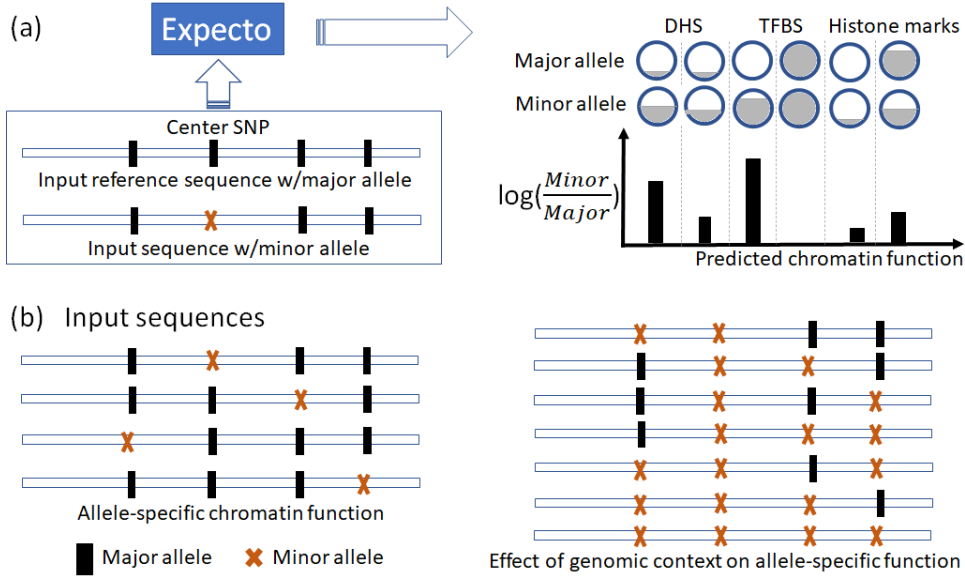 (a)
Expecto
Center SNP
Input reference sequence w/major allele
Input sequence w/minor allele
DHS TFBS Histone marks
Major allele
Minor allele
log(Minor/Major)
Predicted chromatin function
(b) Input sequences
Allele-specific chromatin function
Major allele Minor allele
Effect of genomic context on allele-specific function